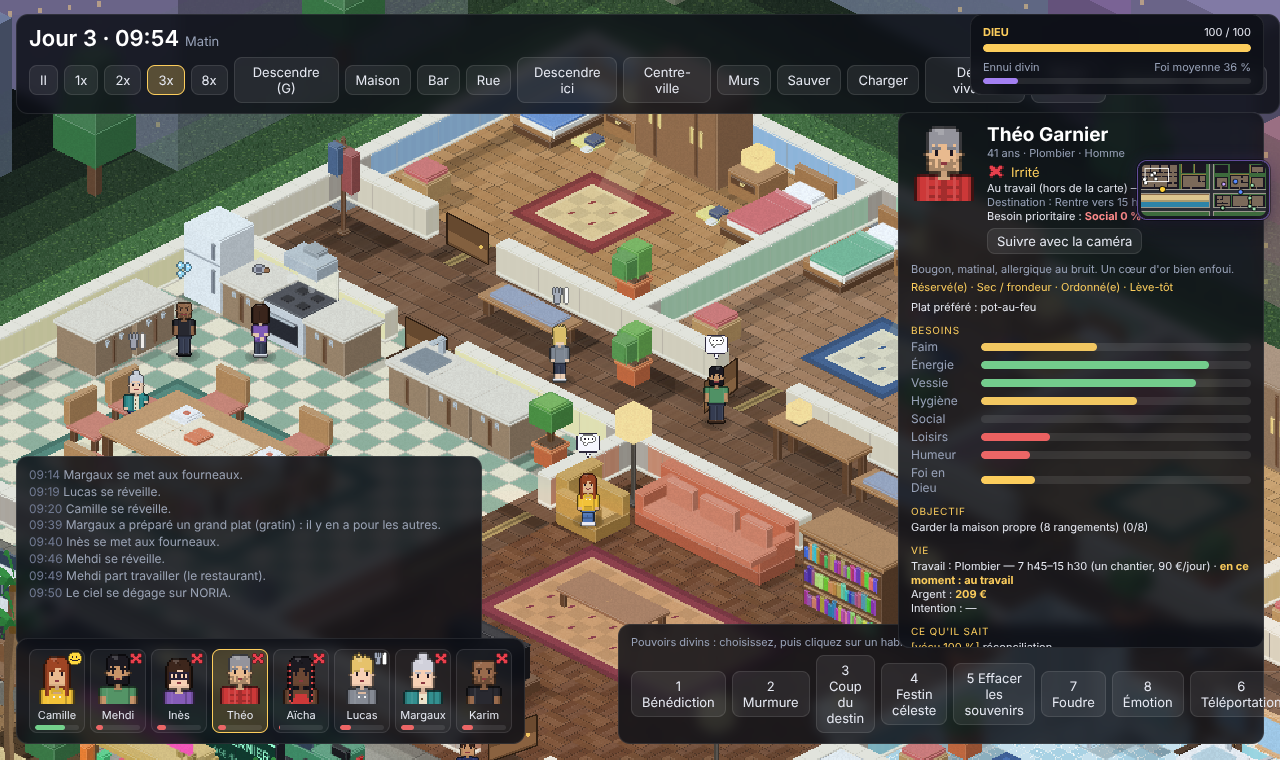 Jour 3 · 09:54 Matin
II 1x 2x 3x 8x Descendre (G) Maison Bar Rue Descendre ici Centre-ville Murs Sauver Charger
DIEU 100 / 100
Ennui divin Foi moyenne 36 %
Théo Garnier
41 ans · Plombier · Homme
Irrité
Au travail (hors de la carte) —
Destination : Rentre vers 15 h
Besoin prioritaire : Social 0 %
Suivre avec la caméra
Bougon, matinal, allergique au bruit. Un cœur d'or bien enfoui.
Réservé(e) · Sec / frondeur · Ordonné(e) · Lève-tôt
Plat préféré : pot-au-feu
BESOINS
Faim
Énergie
Vessie
Hygiène
Social
Loisirs
Humeur
Foi en
Dieu
OBJECTIF
Garder la maison propre (8 rangements) (0/8)
VIE
Travail : Plombier — 7 h45–15 h30 (un chantier, 90 €/jour) · en ce
moment : au travail
Argent : 209 €
Intention : —
CE QU'IL SAIT
[vécu 100 %] réconciliation
09:14 Margaux se met aux fourneaux.
09:19 Lucas se réveille.
09:20 Camille se réveille.
09:39 Margaux a préparé un grand plat (gratin) : il y en a pour les autres.
09:40 Inès se met aux fourneaux.
09:46 Mehdi se réveille.
09:49 Mehdi part travailler (le restaurant).
09:50 Le ciel se dégage sur NORIA.
Camille Mehdi Inès Théo Aïcha Lucas Margaux Karim
Pouvoirs divins : choisissez, puis cliquez sur un hab
1 Bénédiction
2 Murmure
3 Coup du destin
4 Festin céleste
5 Effacer les souvenirs
7 Foudre
8 Émotion
6 Téléportation